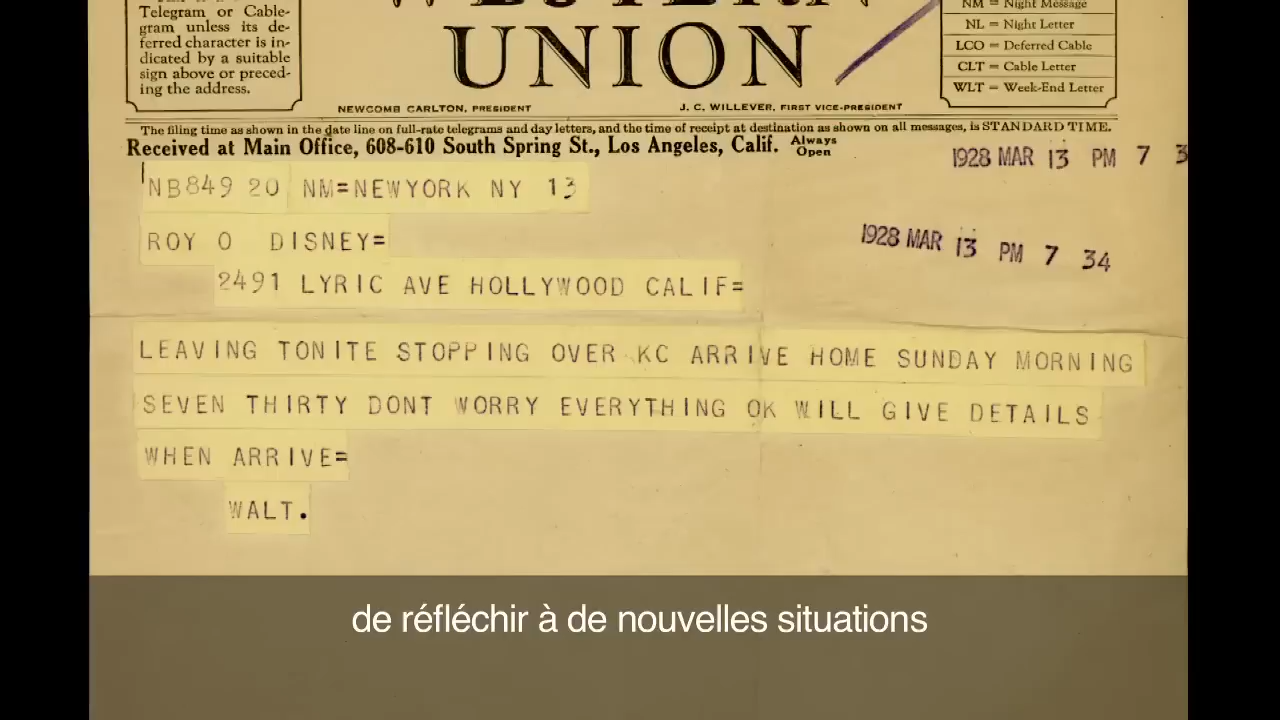 Telegram or Cable-
gram unless its de-
ferred character is in-
dicated by a suitable
sign above or preced-
ing the address.
WESTERN
UNION
NEWCOMB CARLTON, PRESIDENT
J. C. WILLEVER, FIRST VICE-PRESIDENT
NM = Night Message
NL = Night Letter
LCO = Deferred Cable
CLT = Cable Letter
WLT = Week-End Letter
The filing time as shown in the date line on full-rate telegrams and day letters, and the time of receipt at destination as shown on all messages, is STANDARD TIME.
Received at Main Office, 608-610 South Spring St., Los Angeles, Calif. Always Open
1928 MAR 13 PM 7 3
NB849 20 NM=NEWYORK NY 13
ROY O DISNEY=
1928 MAR 13 PM 7 34
2491 LYRIC AVE HOLLYWOOD CALIF=
LEAVING TONITE STOPPING OVER KC ARRIVE HOME SUNDAY MORNING
SEVEN THIRTY DONT WORRY EVERYTHING OK WILL GIVE DETAILS
WHEN ARRIVE=
WALT.
de réfléchir à de nouvelles situations